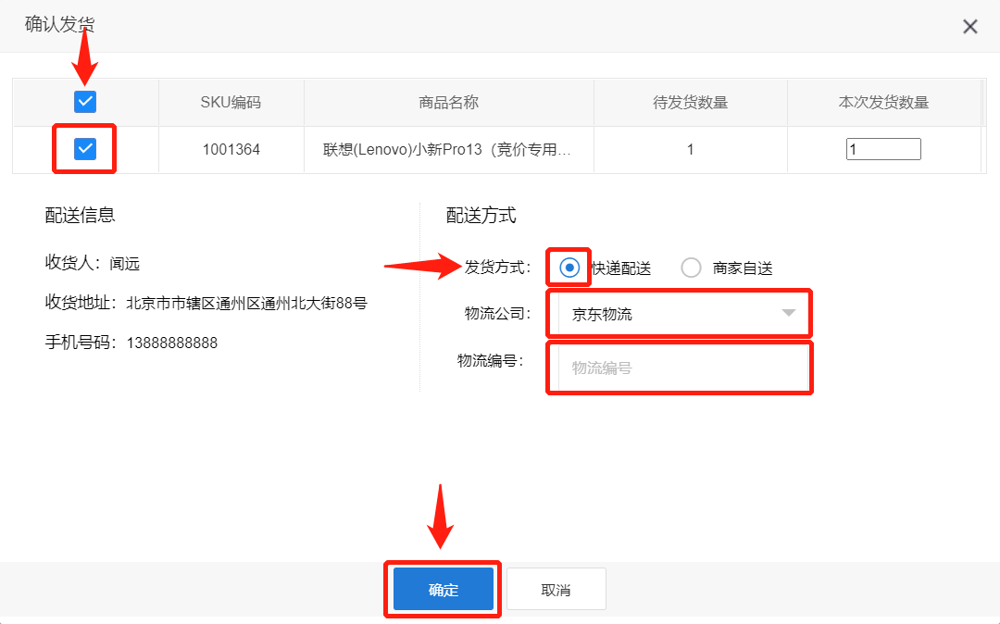 确认发货
SKU编码 商品名称 待发货数量 本次发货数量
1001364 联想(Lenovo)小新Pro13（竞价专用... 1 1
配送信息
收货人：闻远
收货地址：北京市市辖区通州区通州北大街88号
手机号码：13888888888
配送方式
发货方式： 快递配送 商家自送
物流公司： 京东物流
物流编号： 物流编号
确定 取消